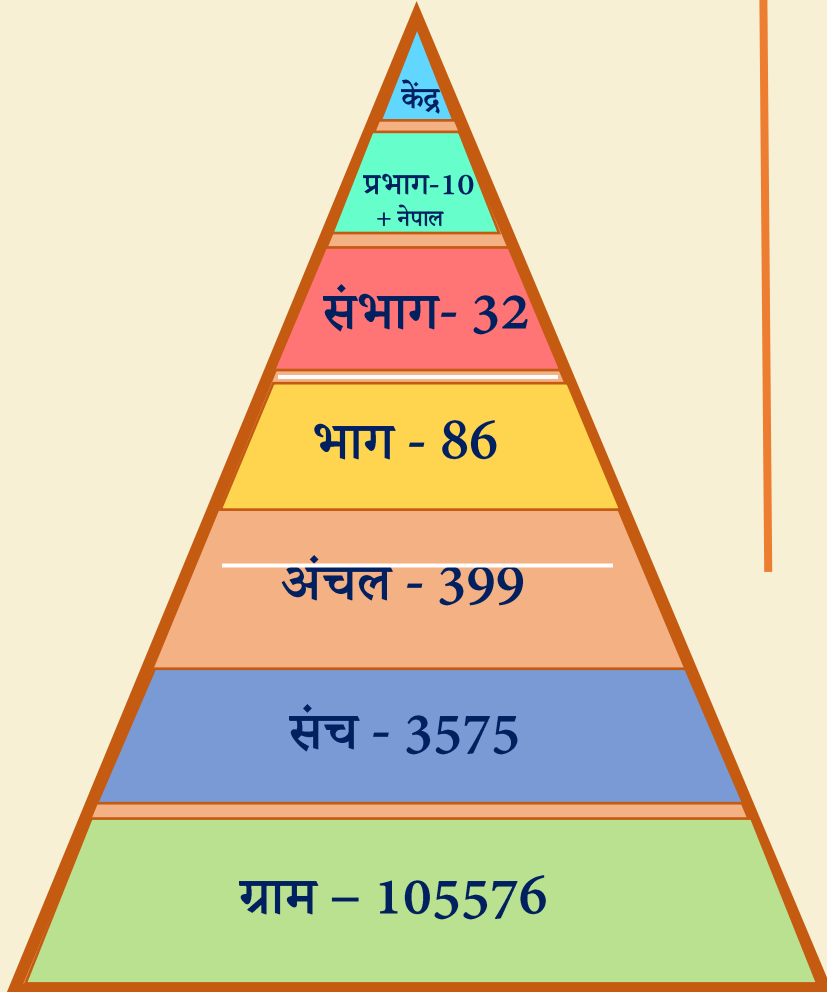 केंद्र
प्रभाग-10
+ नेपाल
संभाग- 32
भाग - 86
अंचल - 399
संच - 3575
ग्राम – 105576